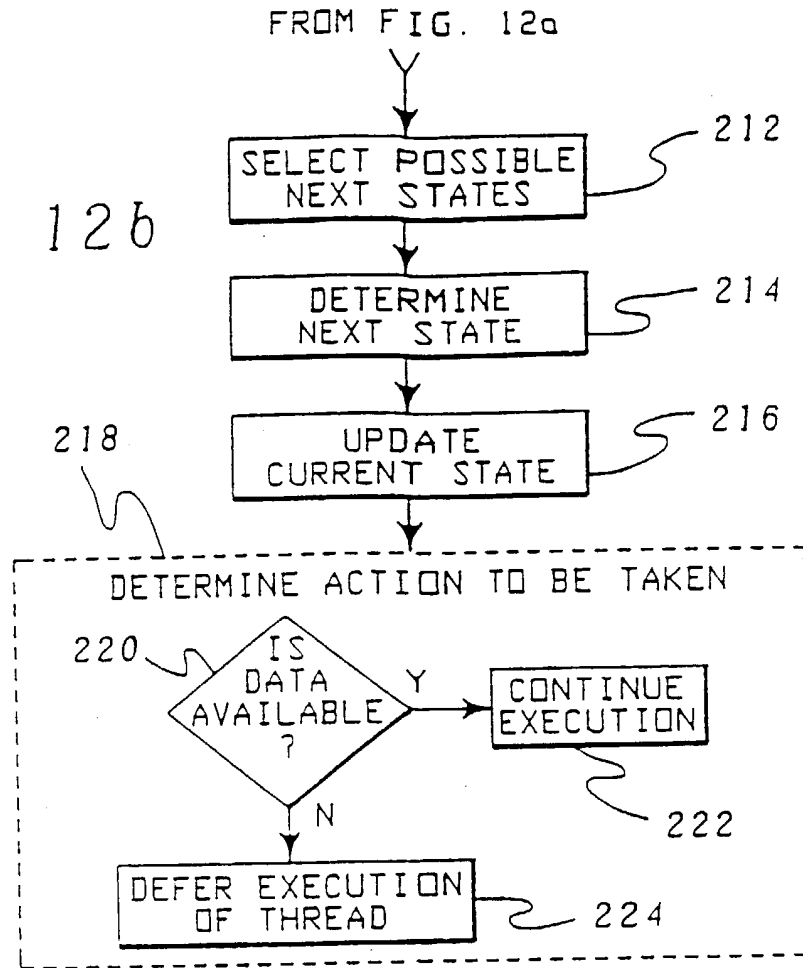 FROM FIG. 12a
212
SELECT POSSIBLE
NEXT STATES
12b
214
DETERMINE
NEXT STATE
216
218
UPDATE
CURRENT STATE
DETERMINE ACTION TO BE TAKEN
220
IS
DATA
AVAILABLE
?
Y
CONTINUE
EXECUTION
N
222
DEFER EXECUTION
OF THREAD
224